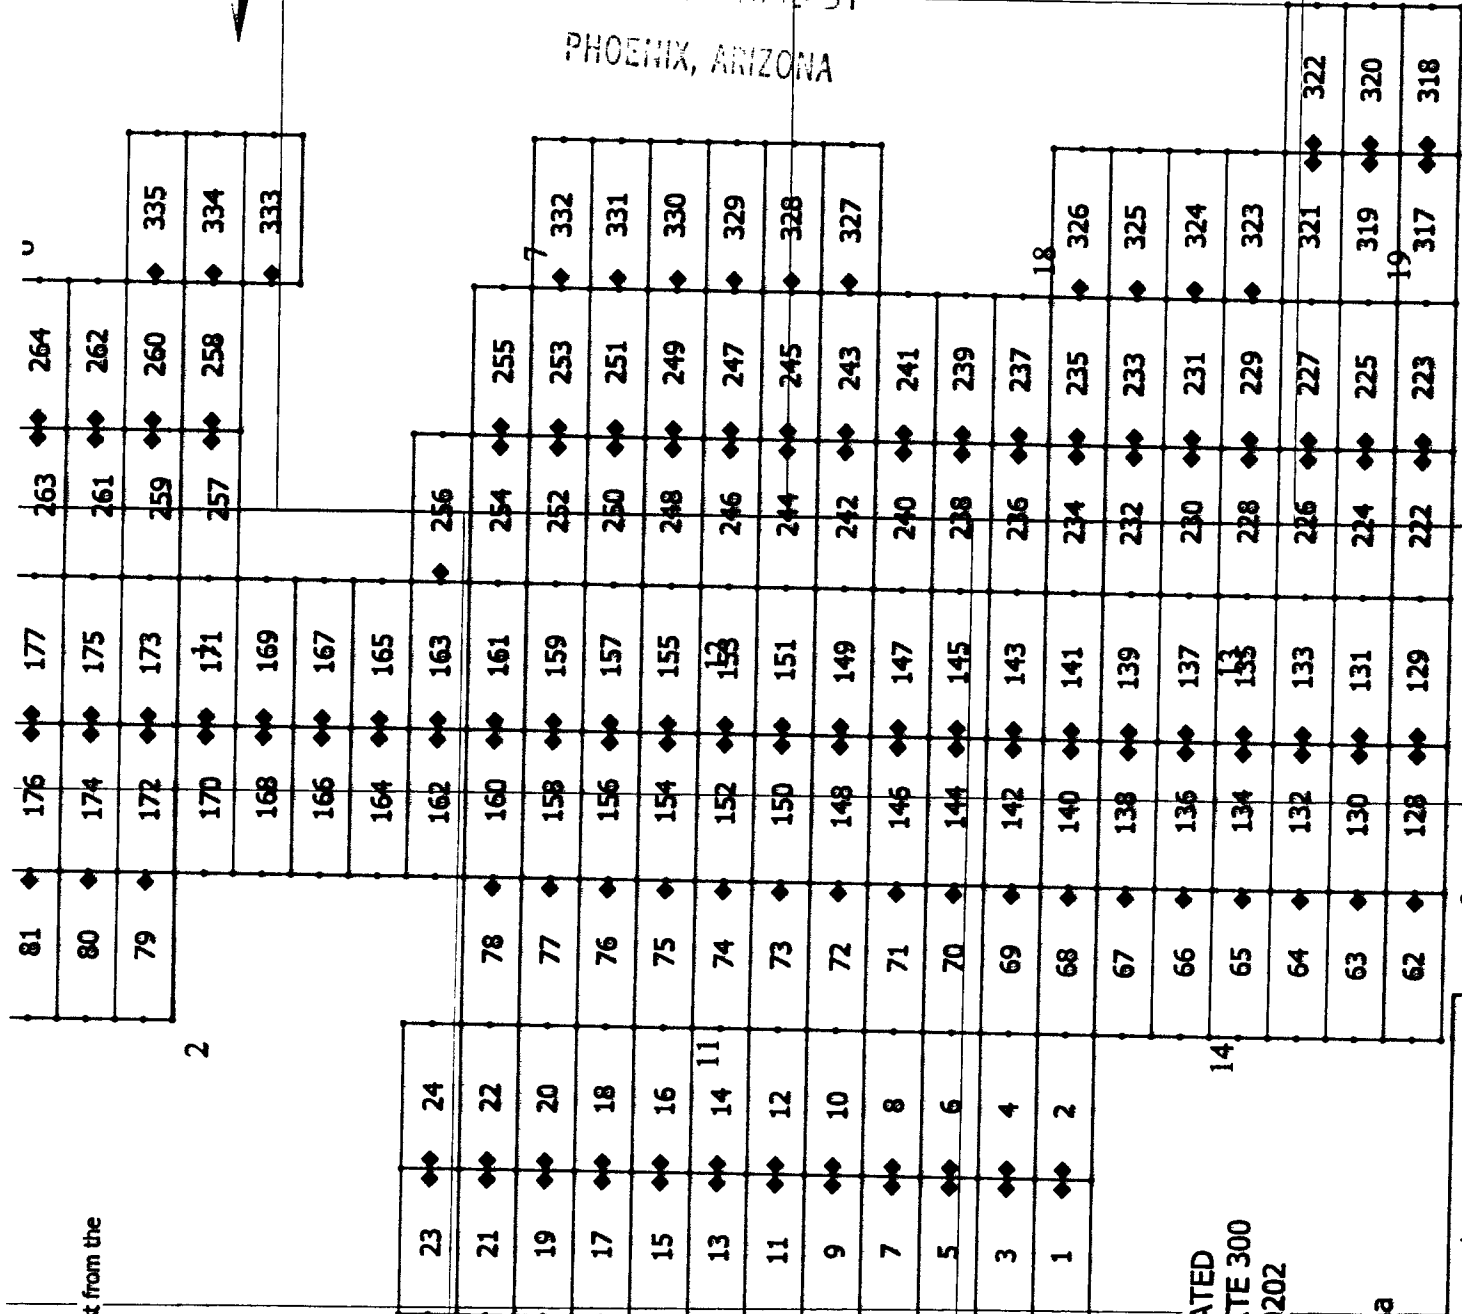 PHOENIX, ARIZONA
322 320 318
335 334 333 332 331 330 329 328 327 326 325 324 323 321 319 317
7 18 19
264 262 260 258 255 253 251 249 247 245 243 241 239 237 235 233 231 229 227 225 223
263 261 259 257 256 254 252 250 248 246 244 242 240 238 236 234 232 230 228 226 224 222
177 175 173 171 169 167 165 163 161 159 157 155 153 151 149 147 145 143 141 139 137 135 133 131 129
1 12 13
176 174 172 170 168 166 164 162 160 158 156 154 152 150 148 146 144 142 140 138 136 134 132 130 128
81 80 79 78 77 76 75 74 73 72 71 70 69 68 67 66 65 64 63 62
2 11 14
24 22 20 18 16 14 12 10 8 6 4 2
23 21 19 17 15 13 11 9 7 5 3 1
t from the
ATED
TE 300
0202
a